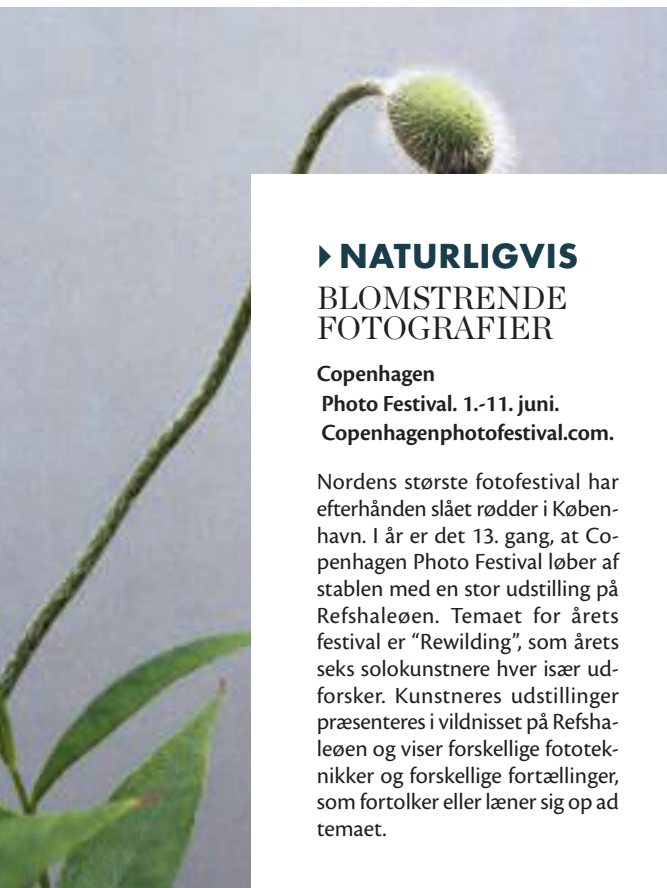 NATURLIGVIS
BLOMSTRENDE
FOTOGRAFIER
Copenhagen
Photo Festival. 1.-11. juni.
Copenhagenphotofestival.com.
Nordens største fotofestival har
efterhånden slået rødder i Køben-
havn. I år er det 13. gang, at Co-
penhagen Photo Festival løber af
stablen med en stor udstilling på
Refshaleøen. Temaet for årets
festival er “Rewilding”, som årets
seks solokunstnere hver især ud-
forsker. Kunstneres udstillinger
præsenteres i vildnisset på Refsha-
leøen og viser forskellige fototek-
nikker og forskellige fortællinger,
som fortolker eller læner sig op ad
temaet.